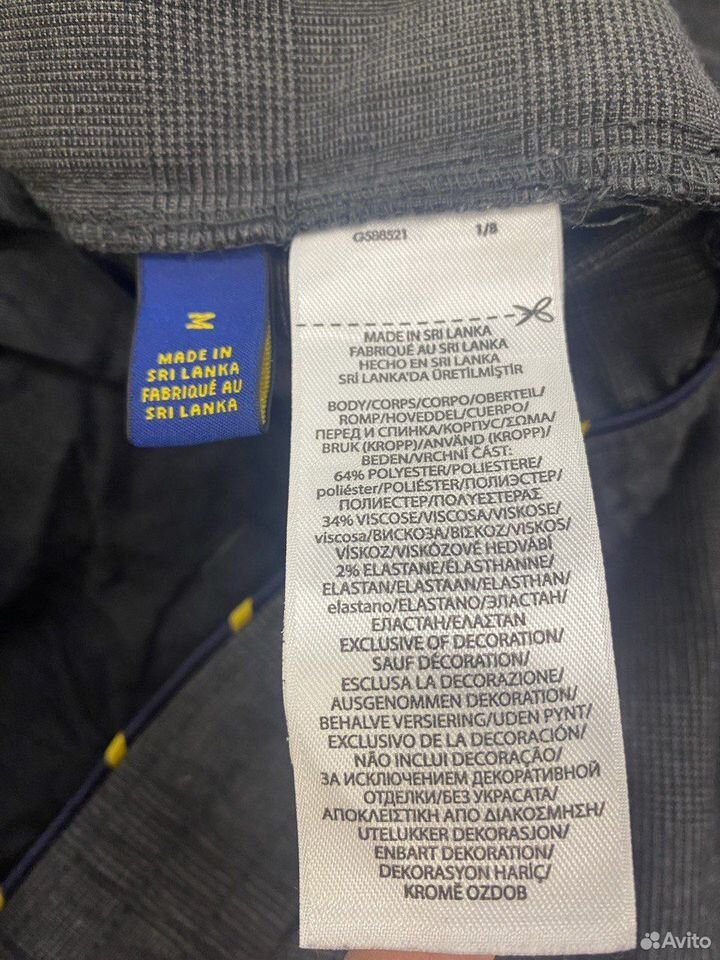 M
MADE IN
SRI LANKA
FABRIQUÉ AU
SRI LANKA
G588521 1/8
MADE IN SRI LANKA
FABRIQUÉ AU SRI LANKA
HECHO EN SRI LANKA
SRİ LANKA'DA ÜRETİLMİŞTİR
BODY/CORPS/CORPO/OBERTEIL/
ROMP/HOVEDDEL/CUERPO/
ПЕРЕД И СПИНКА/КОРПУС/ΣΩΜΑ/
BRUK (KROPP)/ANVÄND (KROPP)/
BEDEN/VRCHNÍ ČÁST:
64% POLYESTER/POLIESTERE/
poliéster/POLIÉSTER/ПОЛИЭСТЕР/
ПОЛИЕСТЕР/ΠΟΛΥΕΣΤΕΡΑΣ
34% VISCOSE/VISCOSA/VISKOSE/
viscosa/ВИСКОЗА/ΒΙΣΚΟΖ/VISKOS/
VİSKOZ/VISKÓZOVÉ HEDVÁBÍ
2% ELASTANE/ÉLASTHANNE/
ELASTAN/ELASTAAN/ELASTHAN/
elastano/ELASTANO/ЭЛАСТАН/
ЕЛАСТАН/ΕΛΑΣΤΑΝ
EXCLUSIVE OF DECORATION/
SAUF DÉCORATION/
ESCLUSA LA DECORAZIONE/
AUSGENOMMEN DEKORATION/
BEHALVE VERSIERING/UDEN PYNT/
EXCLUSIVO DE LA DECORACIÓN/
NÃO INCLUI DECORAÇÃO/
ЗА ИСКЛЮЧЕНИЕМ ДЕКОРАТИВНОЙ
ОТДЕЛКИ/БЕЗ УКРАСАТА/
ΑΠΟΚΛΕΙΣΤΙΚΗ ΑΠΟ ΔΙΑΚΟΣΜΗΣΗ/
UTELUKKER DEKORASJON/
ENBART DEKORATION/
DEKORASYON HARİÇ/
KROMĚ OZDOB
Avito